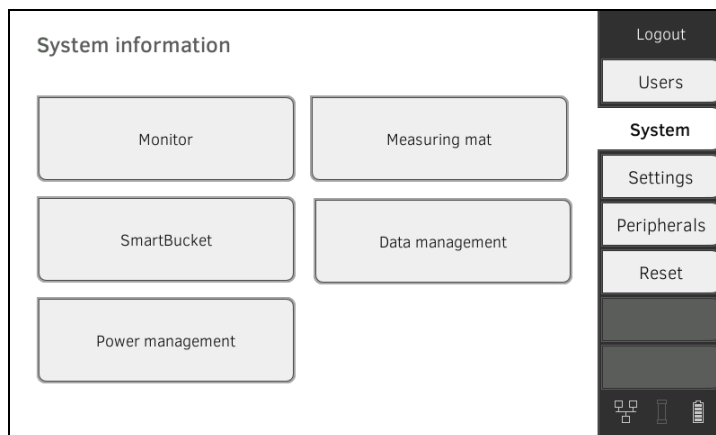 System information
Monitor
Measuring mat
SmartBucket
Data management
Power management
Logout
Users
System
Settings
Peripherals
Reset